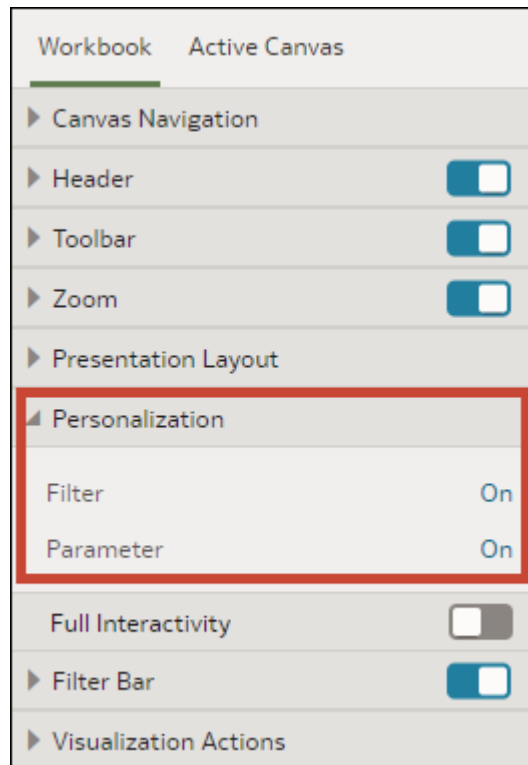 Workbook Active Canvas
Canvas Navigation
Header
Toolbar
Zoom
Presentation Layout
Personalization
Filter On
Parameter On
Full Interactivity
Filter Bar
Visualization Actions